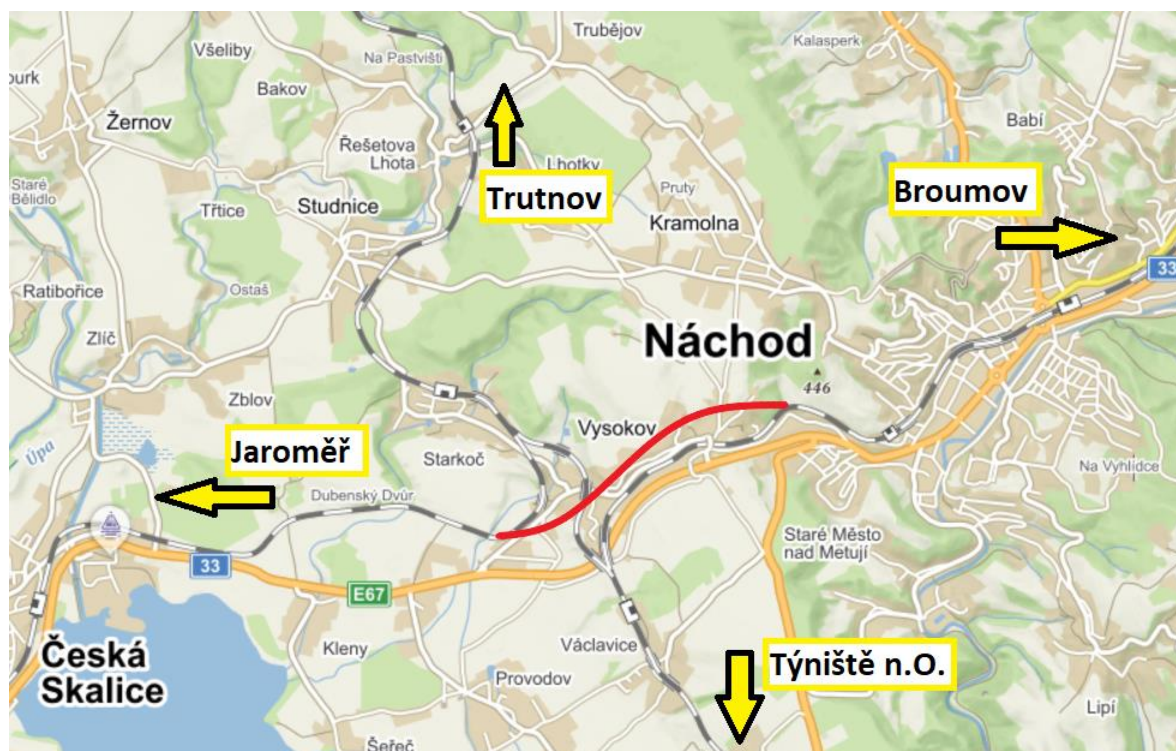 Všeliby
Na Pastvišti
Trubějov
Kalasperk
Bakov
Žernov
Babí
Řešetova
Lhota
Lhotky
Trutnov
Broumov
Staré
Bělidlo
Třtice
Studnice
Pruty
Kramolna
33
Ratibořice
Ostaš
Zlíč
Náchod
446
Zblov
Vysokov
Jaroměř
Starkoč
Úpa
Na Vyhlídce
Dubenský Dvůr
Staré Město
nad Metují
33
E67
Václavice
Kleny
Česká
Skalice
Provodov
Týniště n.O.
Lipí
Šeřeč